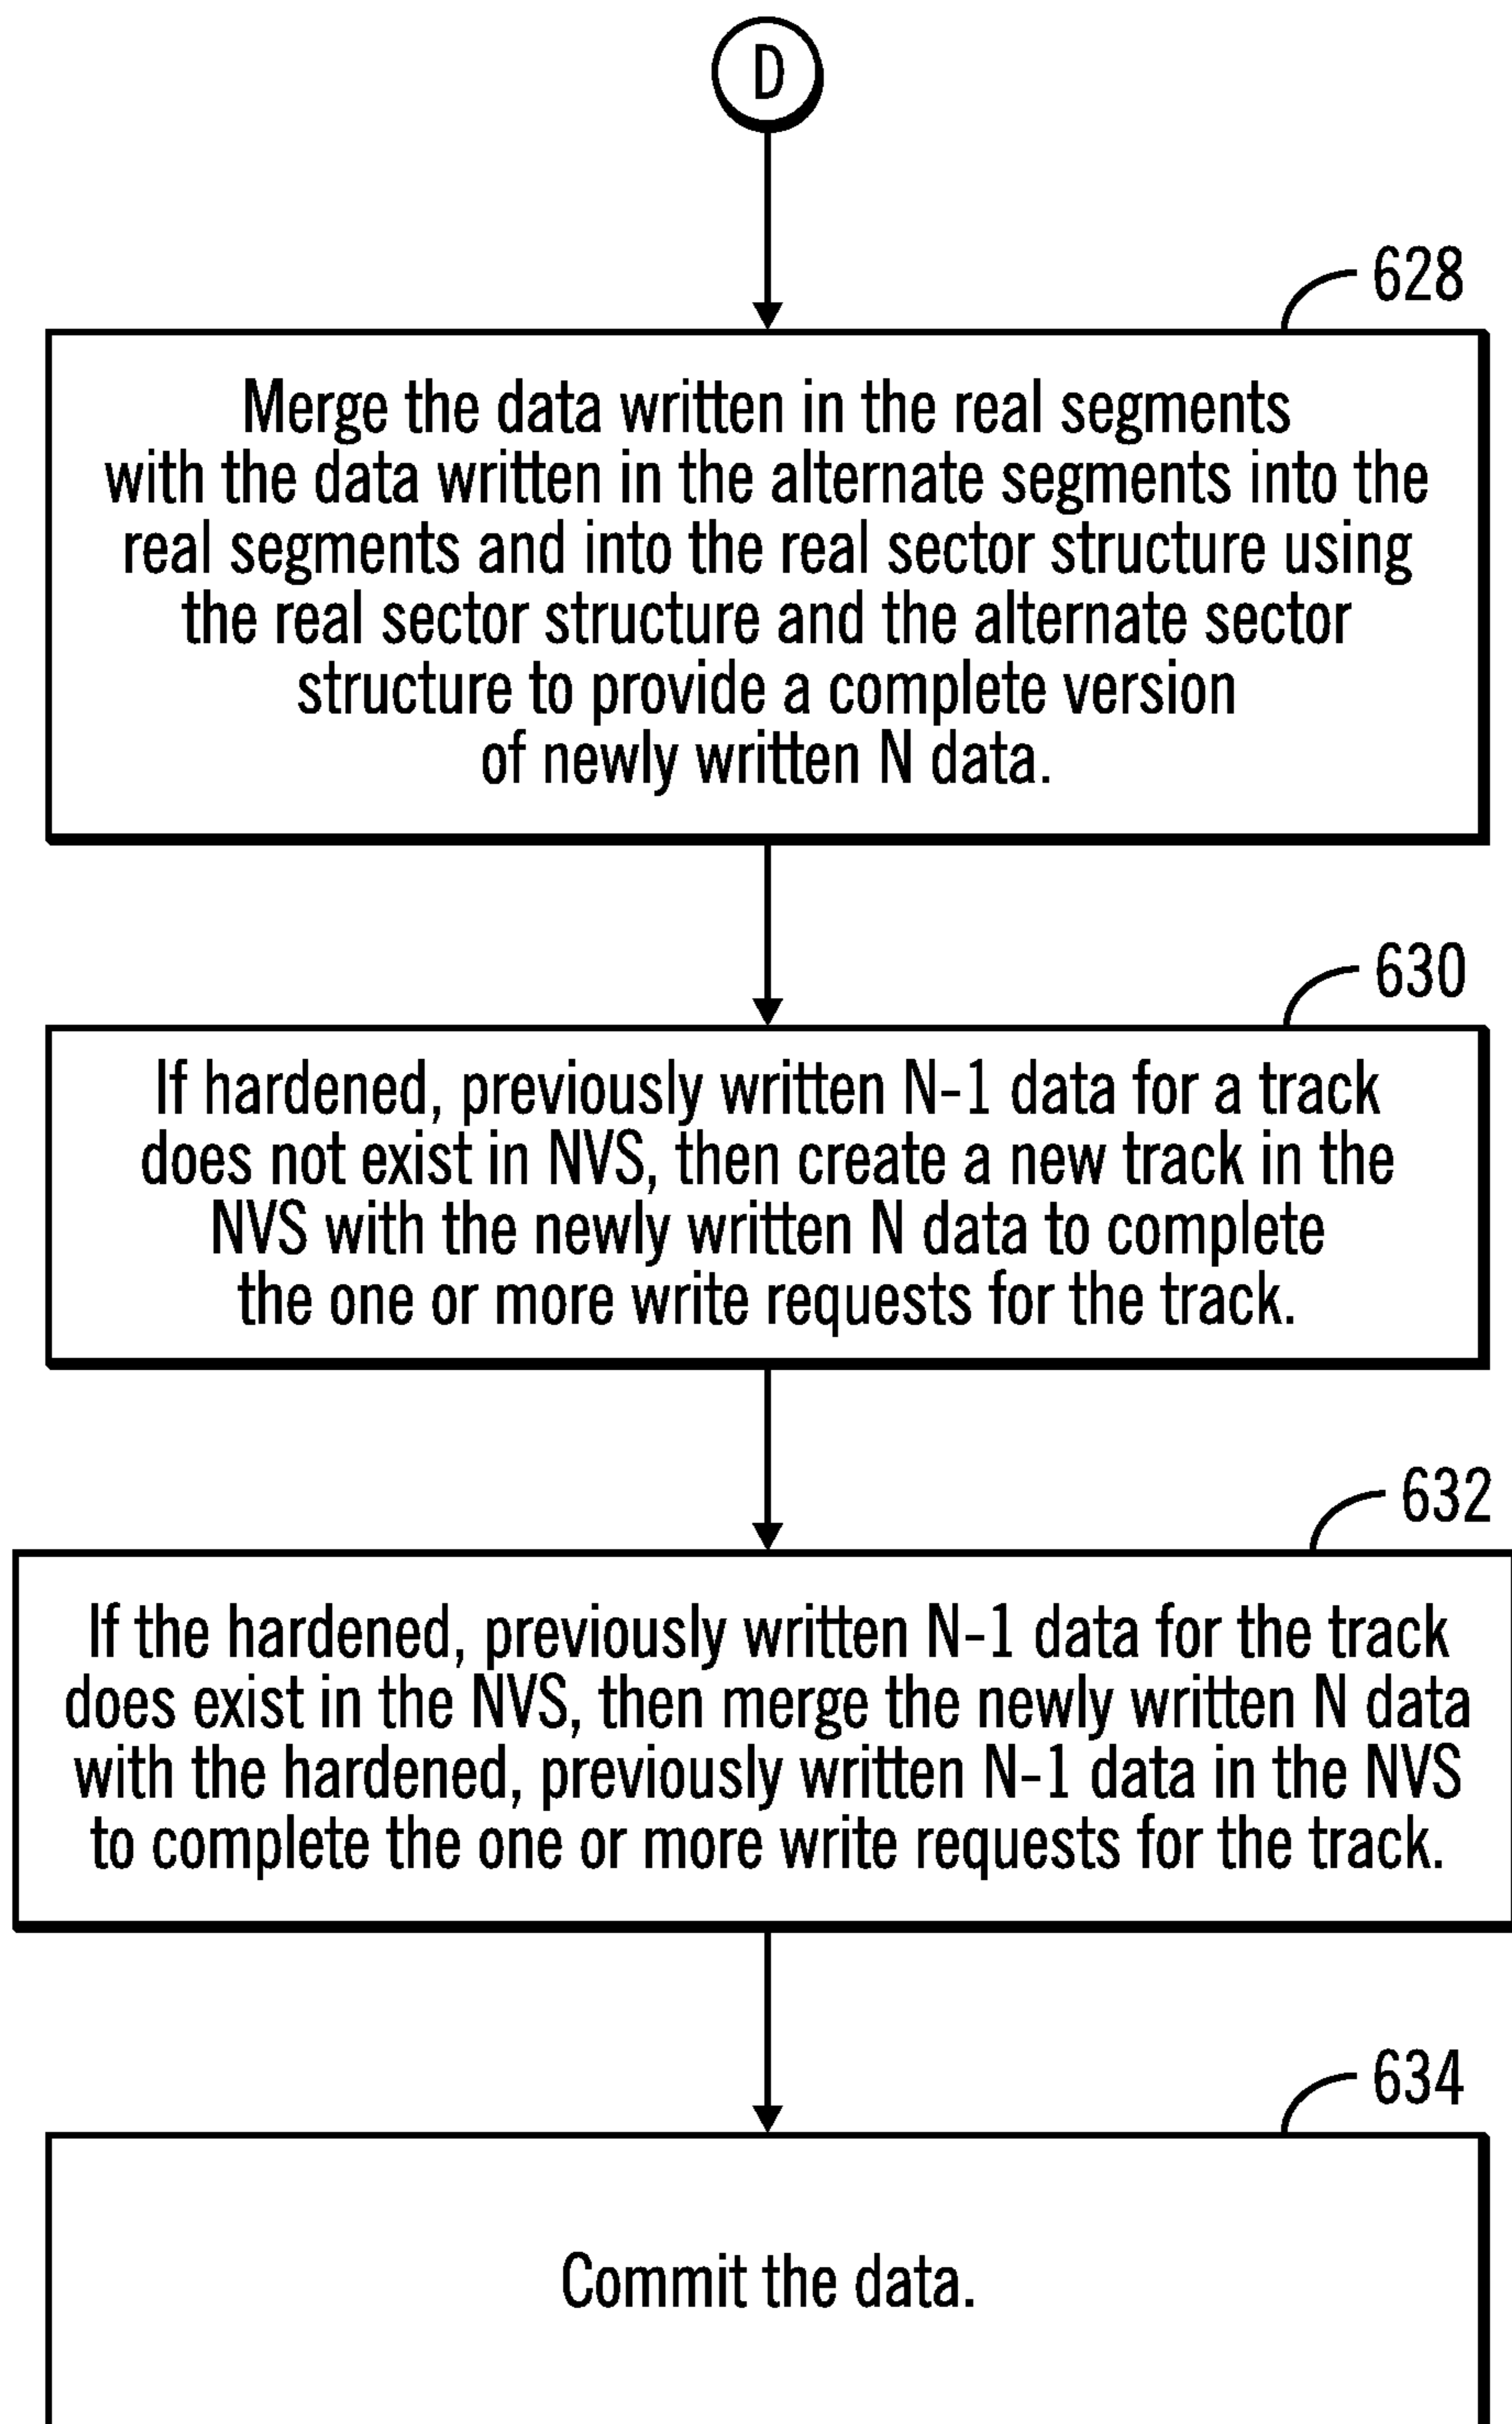 D
628
Merge the data written in the real segments
with the data written in the alternate segments into the
real segments and into the real sector structure using
the real sector structure and the alternate sector
structure to provide a complete version
of newly written N data.
630
If hardened, previously written N-1 data for a track
does not exist in NVS, then create a new track in the
NVS with the newly written N data to complete
the one or more write requests for the track.
632
If the hardened, previously written N-1 data for the track
does exist in the NVS, then merge the newly written N data
with the hardened, previously written N-1 data in the NVS
to complete the one or more write requests for the track.
634
Commit the data.